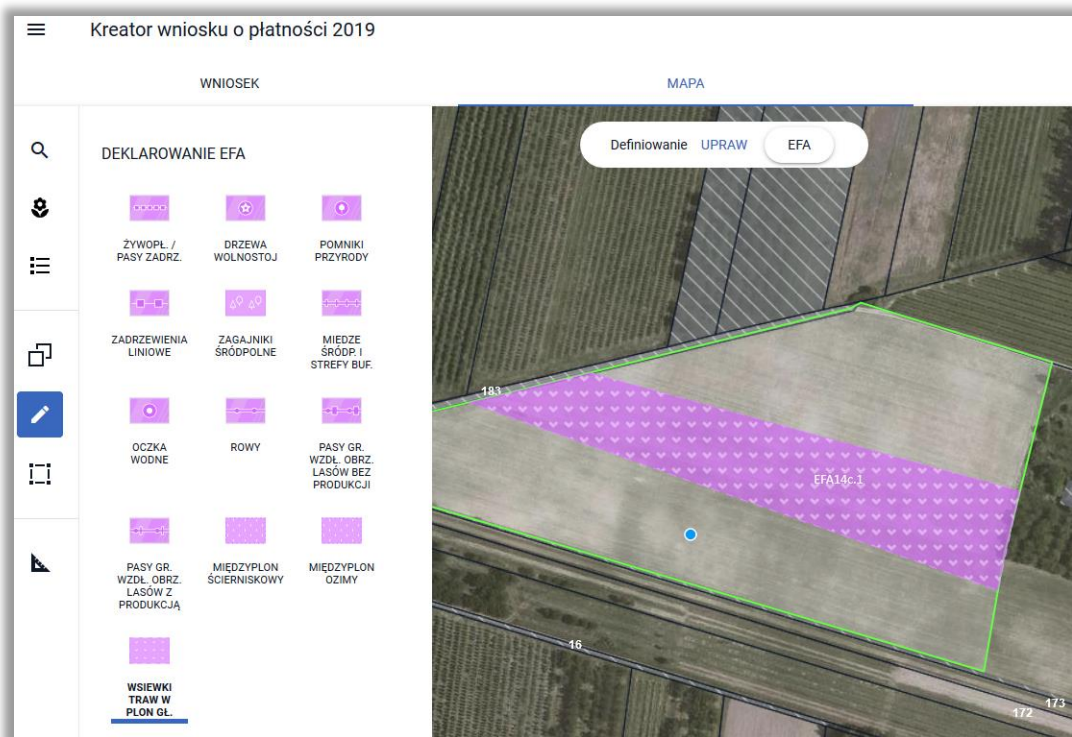 Kreator wniosku o płatności 2019
WNIOSEK
MAPA
DEKLAROWANIE EFA
Definiowanie UPRAW EFA
ŻYWOPŁ. /
PASY ZADRZ.
DRZEWA
WOLNOSTOJ
POMNIKI
PRZYRODY
ZADRZEWIENIA
LINIOWE
ZAGAJNIKI
ŚRÓDPOLNE
MIEDZE
ŚRÓDP. I
STREFY BUF.
OCZKA
WODNE
ROWY
PASY GR.
WZDŁ. OBRZ.
LASÓW BEZ
PRODUKCJI
PASY GR.
WZDŁ. OBRZ.
LASÓW Z
PRODUKCJĄ
MIĘDZYPLON
ŚCIERNISKOWY
MIĘDZYPLON
OZIMY
WSIEWKI
TRAW W
PLON GŁ.
183
EFA14c.1
16
172
173